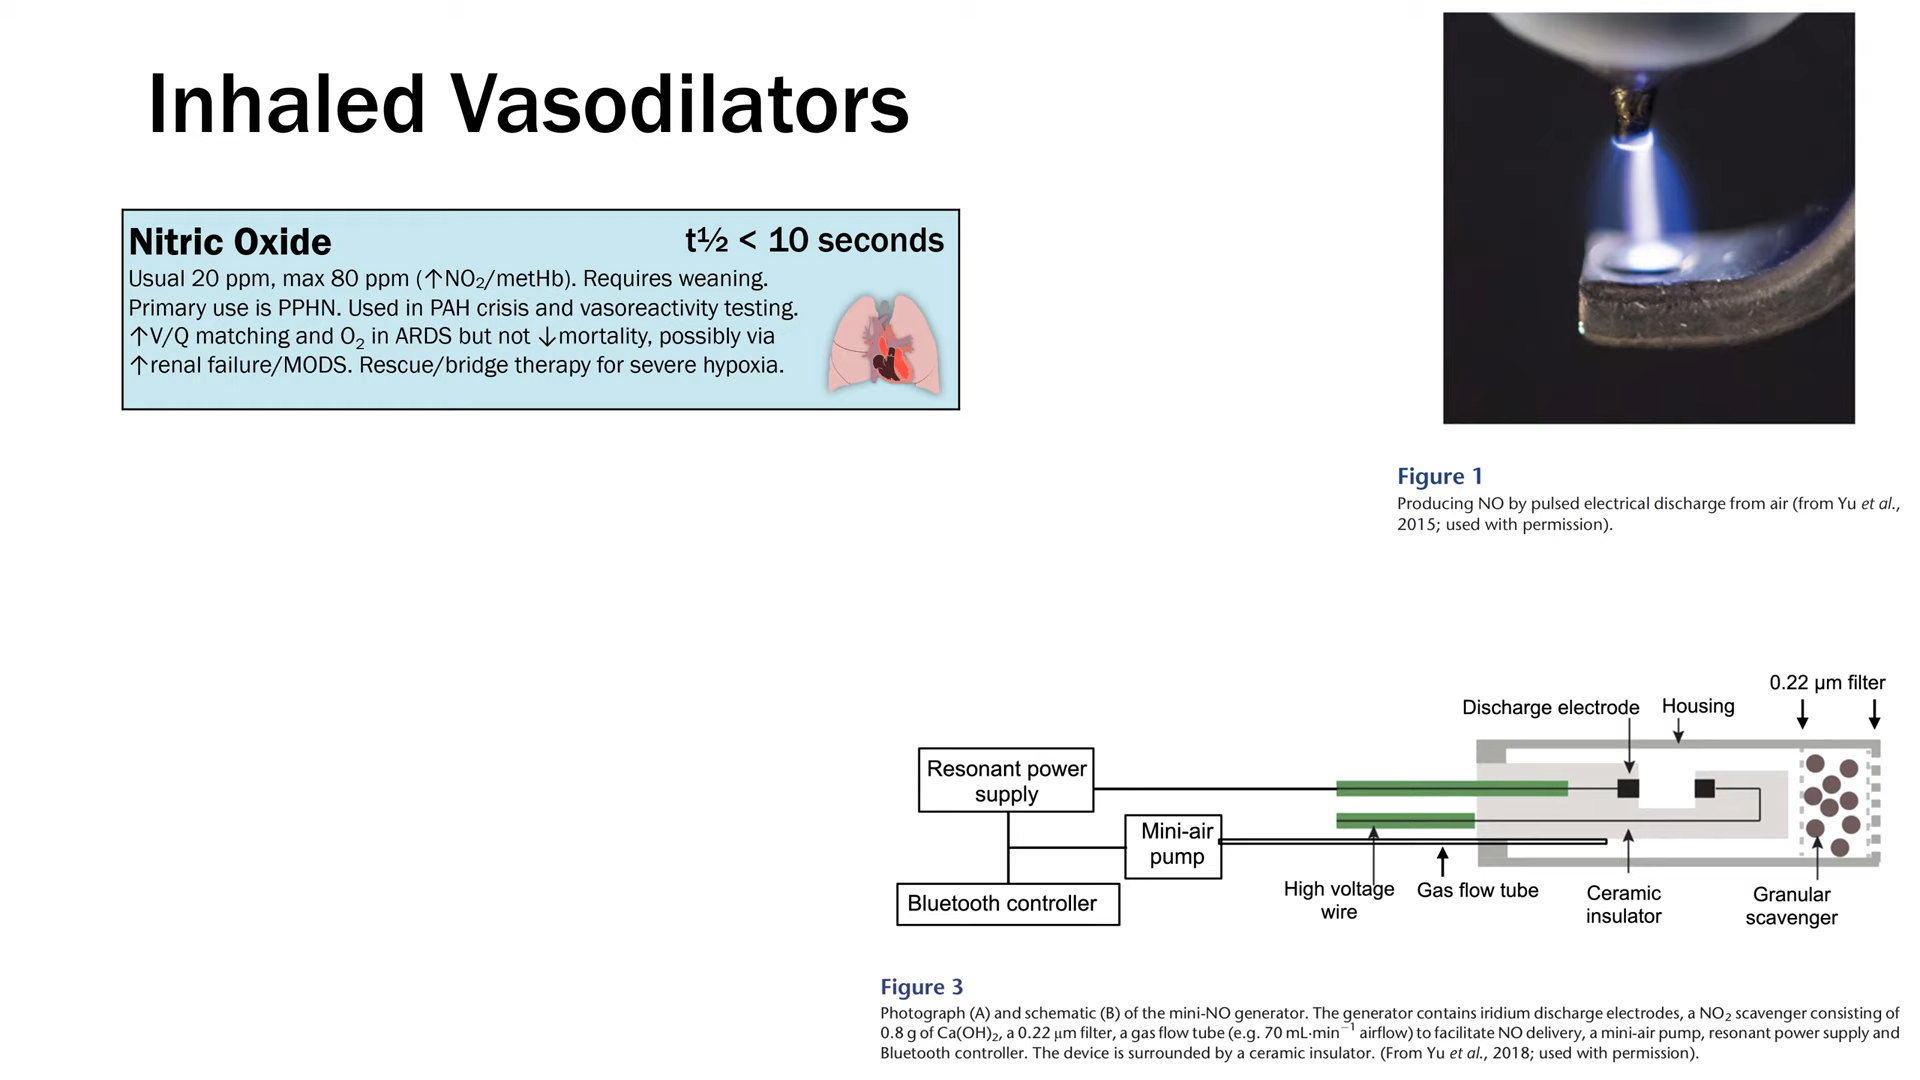 Inhaled Vasodilators
Nitric Oxide
t½ < 10 seconds
Usual 20 ppm, max 80 ppm (↑NO₂/metHb). Requires weaning.
Primary use is PPHN. Used in PAH crisis and vasoreactivity testing.
↑V/Q matching and O₂ in ARDS but not ↓mortality, possibly via
↑renal failure/MODS. Rescue/bridge therapy for severe hypoxia.
Figure 1
Producing NO by pulsed electrical discharge from air (from Yu et al.,
2015; used with permission).
0.22 µm filter
Discharge electrode
Housing
Resonant power
supply
Mini-air
pump
Bluetooth controller
High voltage
wire
Gas flow tube
Ceramic
insulator
Granular
scavenger
Figure 3
Photograph (A) and schematic (B) of the mini-NO generator. The generator contains iridium discharge electrodes, a NO₂ scavenger consisting of
0.8 g of Ca(OH)₂, a 0.22 µm filter, a gas flow tube (e.g. 70 mL·min⁻¹ airflow) to facilitate NO delivery, a mini-air pump, resonant power supply and
Bluetooth controller. The device is surrounded by a ceramic insulator. (From Yu et al., 2018; used with permission).